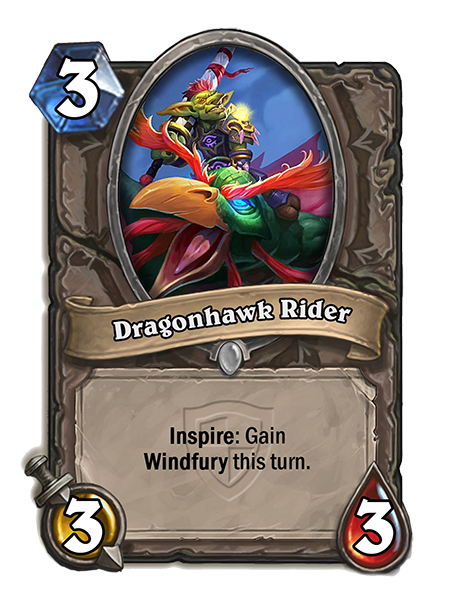 3
Dragonhawk Rider
Inspire: Gain
Windfury this turn.
3 3